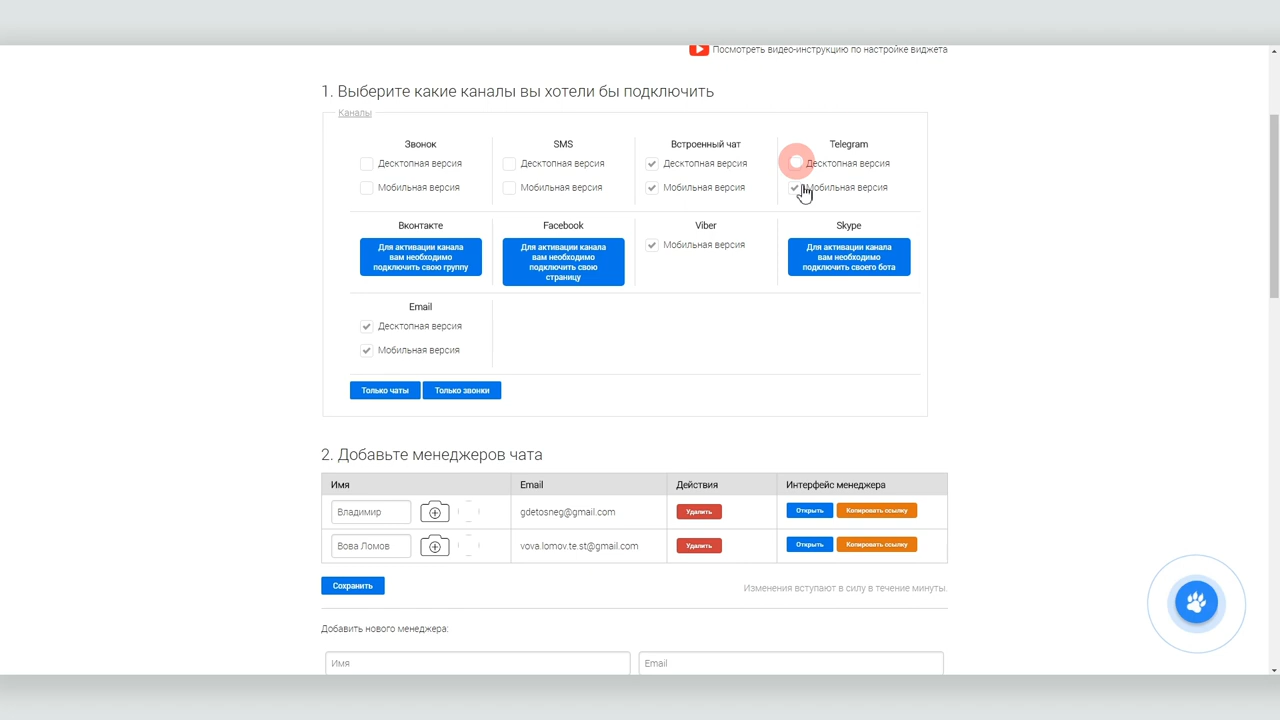 Посмотреть видео-инструкцию по настройке виджета
1. Выберите какие каналы вы хотели бы подключить
Каналы
Звонок
SMS
Встроенный чат
Telegram
Десктопная версия
Десктопная версия
Десктопная версия
Десктопная версия
Мобильная версия
Мобильная версия
Мобильная версия
Мобильная версия
Вконтакте
Facebook
Viber
Skype
Для активации канала
вам необходимо
подключить свою группу
Для активации канала
вам необходимо
подключить свою
страницу
Мобильная версия
Для активации канала
вам необходимо
подключить своего бота
Email
Десктопная версия
Мобильная версия
Только чаты
Только звонки
2. Добавьте менеджеров чата
Имя
Email
Действия
Интерфейс менеджера
Владимир
gdetosneg@gmail.com
Удалить
Открыть
Копировать ссылку
Вова Ломов
vova.lomov.te.st@gmail.com
Удалить
Открыть
Копировать ссылку
Сохранить
Изменения вступают в силу в течение минуты.
Добавить нового менеджера:
Имя
Email